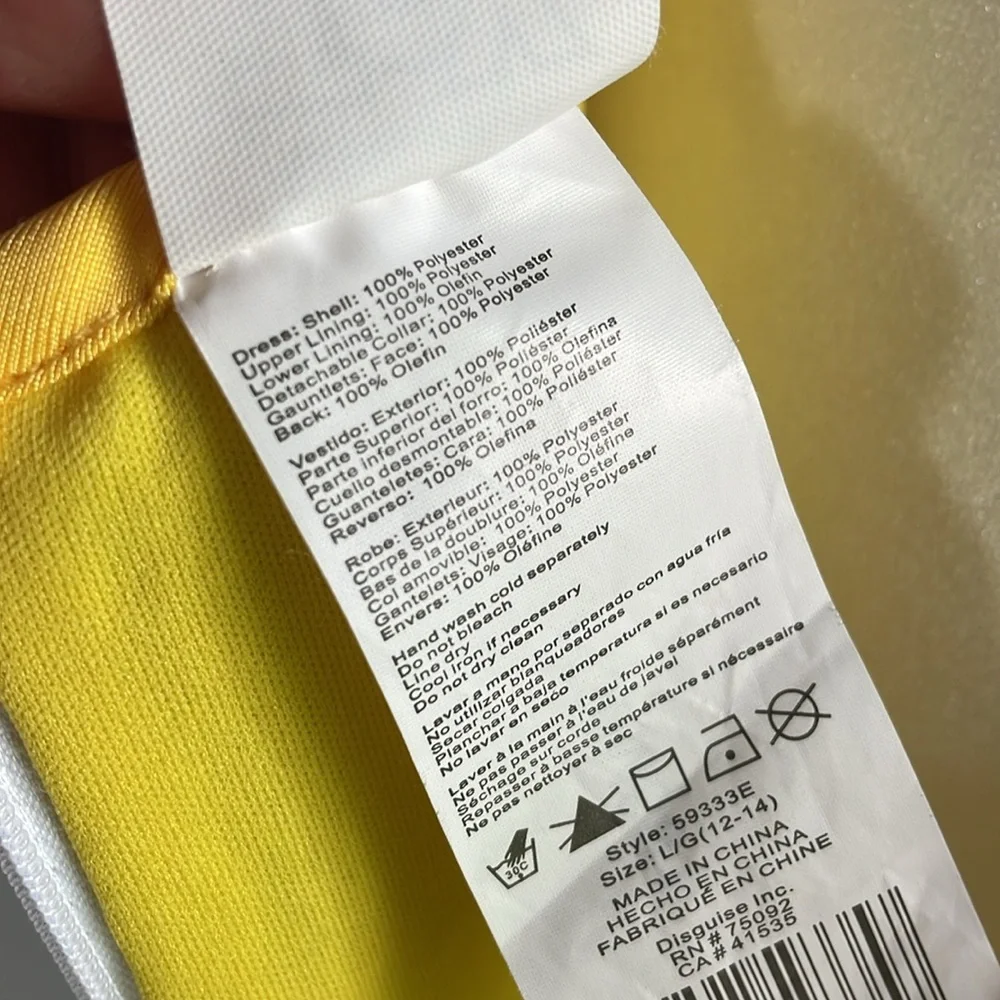 Dress: Shell: 100% Polyester
Upper Lining: 100% Polyester
Lower Lining: 100% Olefin
Detachable Collar: 100% Polyester
Gauntlets: Face: 100% Polyester
Back: 100% Olefin
Vestido: Exterior: 100% Poliéster
Parte Superior: 100% Poliéster
Parte inferior del forro: 100% Olefina
Cuello desmontable: 100% Poliéster
Guanteletes: Cara: 100% Poliéster
Reverso: 100% Olefina
Robe: Exterieur: 100% Polyester
Corps Supérieur: 100% Polyester
Bas de la doublure: 100% Oléfine
Col amovible: 100% Polyester
Gantelets: Visage: 100% Polyester
Envers: 100% Oléfine
Hand wash cold separately
Do not bleach
Line dry
Cool iron if necessary
Do not dry clean
Lavar a mano por separado con agua fría
No utilizar blanqueadores
Secar colgada
Planchar a baja temperatura si es necesario
No lavar en seco
Laver à la main à l'eau froide séparément
Ne pas passer à l'eau de javel
Séchage sur corde
Repasser à basse température si nécessaire
Ne pas nettoyer à sec
30C
Style: 59333E
Size: L/G(12-14)
MADE IN CHINA
HECHO EN CHINA
FABRIQUÉ EN CHINE
Disguise Inc.
RN # 75092
CA # 41535